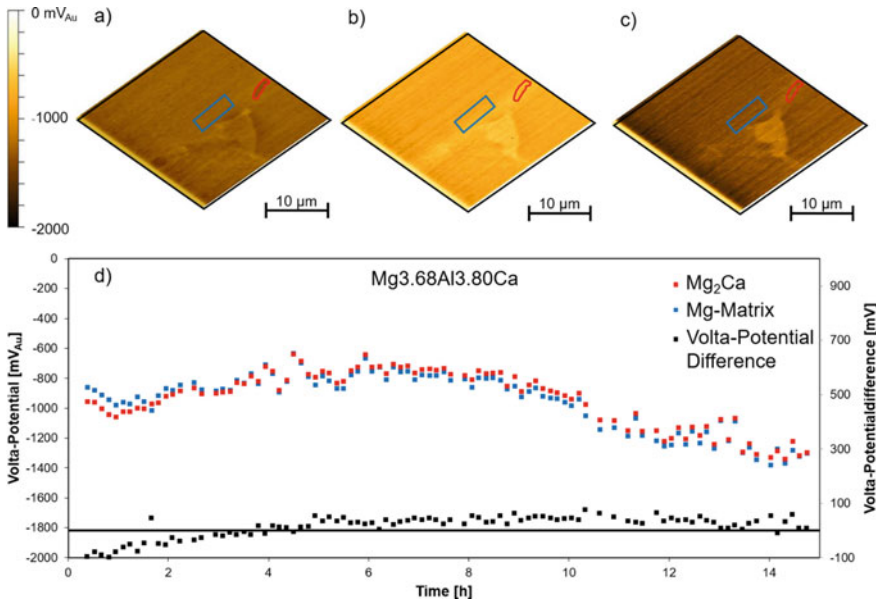 0 mV_Au
-1000
-2000
a)
b)
c)
10 µm
10 µm
10 µm
d)
Mg3.68Al3.80Ca
Mg₂Ca
Mg-Matrix
Volta-Potential
Difference
Volta-Potential [mV_Au]
0
-200
-400
-600
-800
-1000
-1200
-1400
-1600
-1800
-2000
900
700
500
300
100
-100
Volta-Potentialdifference [mV]
0
2
4
6
8
10
12
14
Time [h]